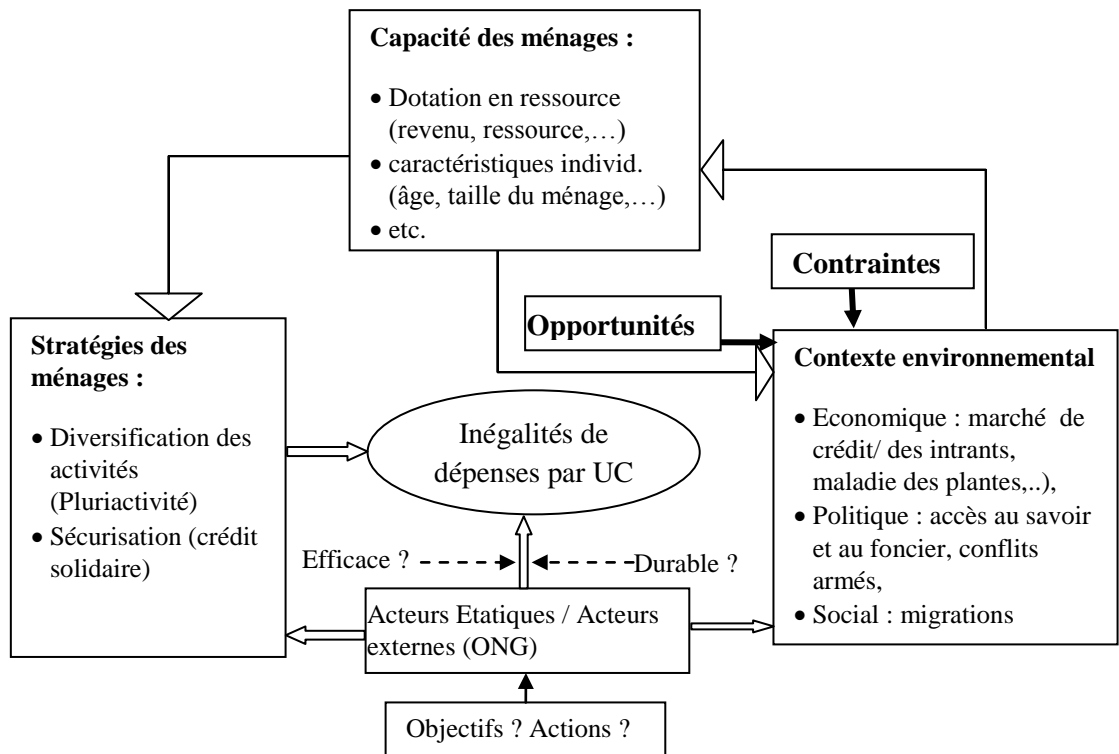 Capacité des ménages :
• Dotation en ressource
(revenu, ressource,…)
• caractéristiques individ.
(âge, taille du ménage,…)
• etc.
Contraintes
Opportunités
Stratégies des
ménages :
• Diversification des
activités
(Pluriactivité)
• Sécurisation (crédit
solidaire)
Inégalités de
dépenses par UC
Contexte environnemental
• Economique : marché de
crédit/ des intrants,
maladie des plantes,..),
• Politique : accès au savoir
et au foncier, conflits
armés,
• Social : migrations
Efficace ?
Durable ?
Acteurs Etatiques / Acteurs
externes (ONG)
Objectifs ? Actions ?